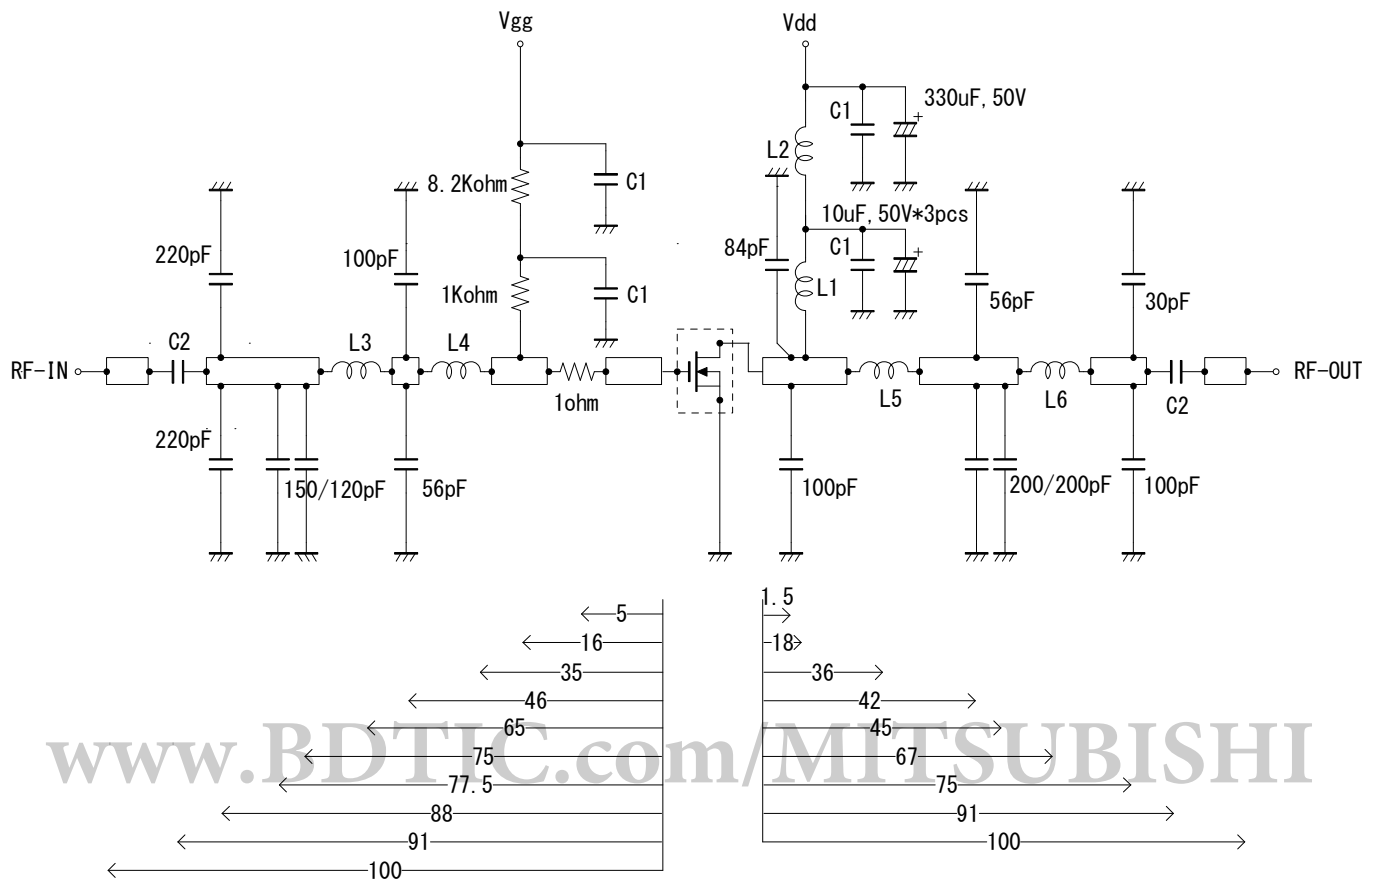 Vgg
Vdd
330uF, 50V
C1
L2
8.2Kohm
C1
10uF, 50V*3pcs
220pF
100pF
84pF
C1
1Kohm
C1
L1
56pF
30pF
C2
L3
L4
RF-IN
RF-OUT
1ohm
L5
L6
C2
220pF
150/120pF
56pF
100pF
200/200pF
100pF
1.5
5
16
18
35
36
46
42
65
45
75
67
77.5
75
88
91
91
100
100
www.BDTIC.com/MITSUBISHI